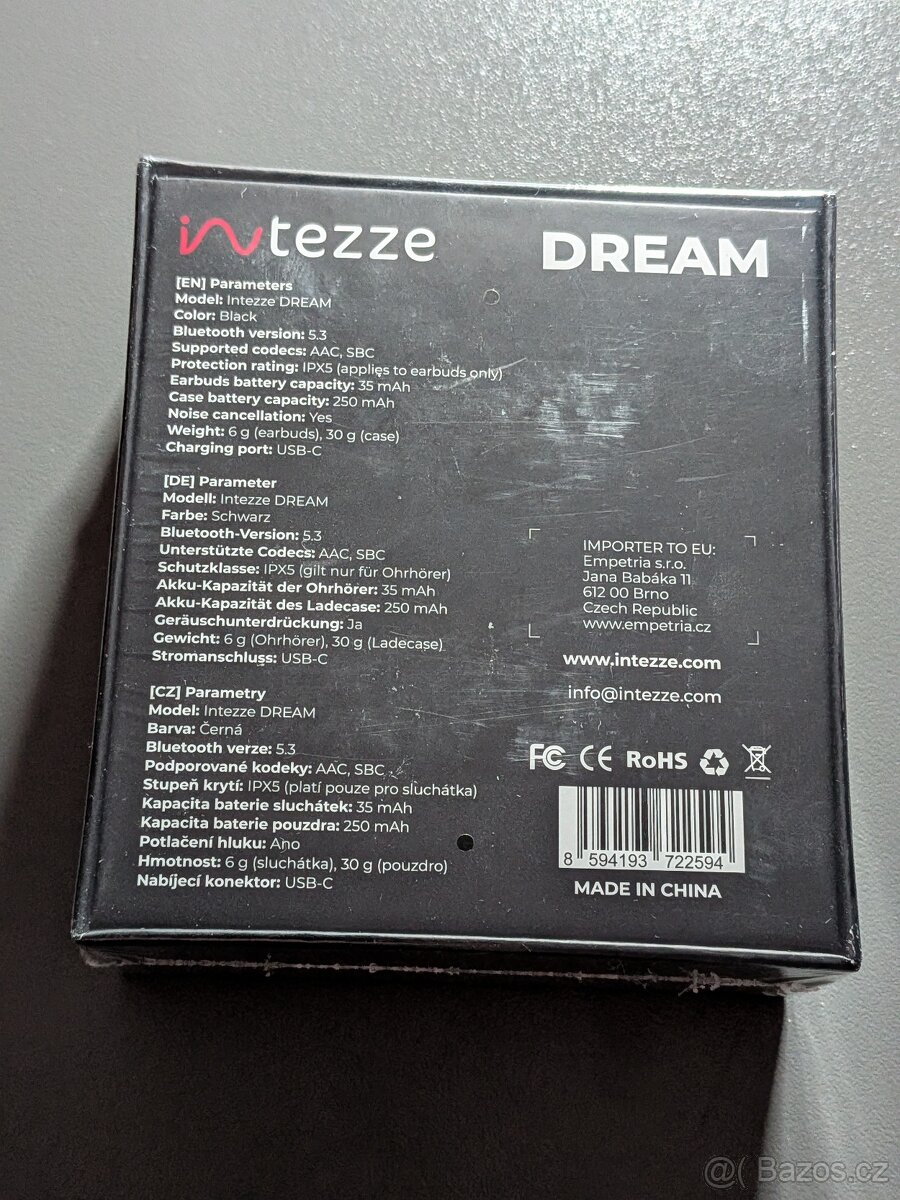 intezze
DREAM
[EN] Parameters
Model: Intezze DREAM
Color: Black
Bluetooth version: 5.3
Supported codecs: AAC, SBC
Protection rating: IPX5 (applies to earbuds only)
Earbuds battery capacity: 35 mAh
Case battery capacity: 250 mAh
Noise cancellation: Yes
Weight: 6 g (earbuds), 30 g (case)
Charging port: USB-C
[DE] Parameter
Modell: Intezze DREAM
Farbe: Schwarz
Bluetooth-Version: 5.3
Unterstützte Codecs: AAC, SBC
Schutzklasse: IPX5 (gilt nur für Ohrhörer)
Akku-Kapazität der Ohrhörer: 35 mAh
Akku-Kapazität des Ladecase: 250 mAh
Geräuschunterdrückung: Ja
Gewicht: 6 g (Ohrhörer), 30 g (Ladecase)
Stromanschluss: USB-C
[CZ] Parametry
Model: Intezze DREAM
Barva: Černá
Bluetooth verze: 5.3
Podporované kodeky: AAC, SBC
Stupeň krytí: IPX5 (platí pouze pro sluchátka)
Kapacita baterie sluchátek: 35 mAh
Kapacita baterie pouzdra: 250 mAh
Potlačení hluku: Ano
Hmotnost: 6 g (sluchátka), 30 g (pouzdro)
Nabíjecí konektor: USB-C
IMPORTER TO EU:
Empetria s.r.o.
Jana Babáka 11
612 00 Brno
Czech Republic
www.empetria.cz
www.intezze.com
info@intezze.com
FC CE RoHS
8 594193 722594
MADE IN CHINA
@( Bazos.cz